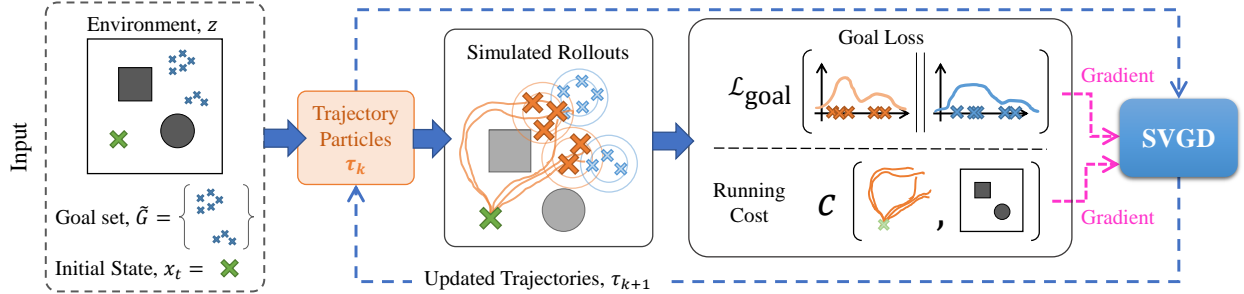 Input
Environment, z
Goal set, G̃ =
Initial State, x_t =
Trajectory
Particles
τ_k
Simulated Rollouts
Goal Loss
ℒ_goal
Running
Cost
C
,
Gradient
Gradient
SVGD
Updated Trajectories, τ_{k+1}